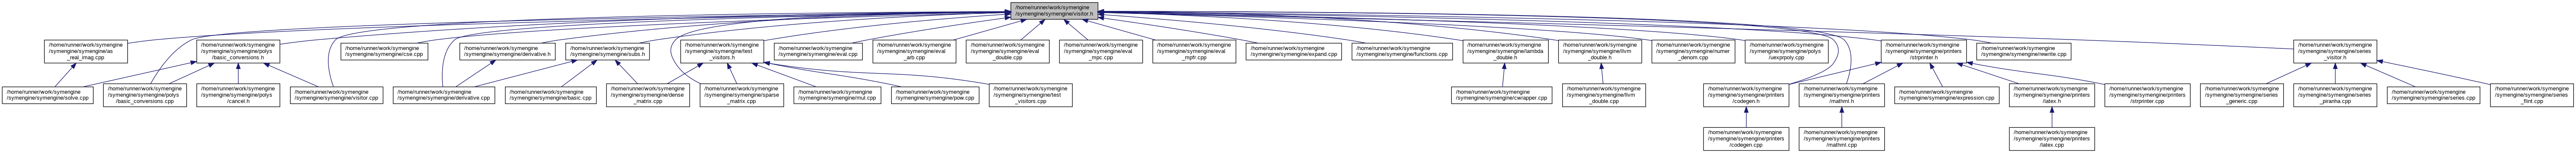 /home/runner/work/symengine
/symengine/symengine/visitor.h
/home/runner/work/symengine
/symengine/symengine/as
_real_imag.cpp
/home/runner/work/symengine
/symengine/symengine/polys
/basic_conversions.h
/home/runner/work/symengine
/symengine/symengine/cse.cpp
/home/runner/work/symengine
/symengine/symengine/derivative.h
/home/runner/work/symengine
/symengine/symengine/subs.h
/home/runner/work/symengine
/symengine/symengine/test
_visitors.h
/home/runner/work/symengine
/symengine/symengine/eval.cpp
/home/runner/work/symengine
/symengine/symengine/eval
_arb.cpp
/home/runner/work/symengine
/symengine/symengine/eval
_double.cpp
/home/runner/work/symengine
/symengine/symengine/eval
_mpc.cpp
/home/runner/work/symengine
/symengine/symengine/eval
_mpfr.cpp
/home/runner/work/symengine
/symengine/symengine/expand.cpp
/home/runner/work/symengine
/symengine/symengine/functions.cpp
/home/runner/work/symengine
/symengine/symengine/lambda
_double.h
/home/runner/work/symengine
/symengine/symengine/llvm
_double.h
/home/runner/work/symengine
/symengine/symengine/numer
_denom.cpp
/home/runner/work/symengine
/symengine/symengine/polys
/uexprpoly.cpp
/home/runner/work/symengine
/symengine/symengine/printers
/strprinter.h
/home/runner/work/symengine
/symengine/symengine/rewrite.cpp
/home/runner/work/symengine
/symengine/symengine/series
_visitor.h
/home/runner/work/symengine
/symengine/symengine/solve.cpp
/home/runner/work/symengine
/symengine/symengine/polys
/basic_conversions.cpp
/home/runner/work/symengine
/symengine/symengine/polys
/cancel.h
/home/runner/work/symengine
/symengine/symengine/visitor.cpp
/home/runner/work/symengine
/symengine/symengine/derivative.cpp
/home/runner/work/symengine
/symengine/symengine/basic.cpp
/home/runner/work/symengine
/symengine/symengine/dense
_matrix.cpp
/home/runner/work/symengine
/symengine/symengine/sparse
_matrix.cpp
/home/runner/work/symengine
/symengine/symengine/mul.cpp
/home/runner/work/symengine
/symengine/symengine/pow.cpp
/home/runner/work/symengine
/symengine/symengine/test
_visitors.cpp
/home/runner/work/symengine
/symengine/symengine/cwrapper.cpp
/home/runner/work/symengine
/symengine/symengine/llvm
_double.cpp
/home/runner/work/symengine
/symengine/symengine/printers
/codegen.h
/home/runner/work/symengine
/symengine/symengine/printers
/mathml.h
/home/runner/work/symengine
/symengine/symengine/expression.cpp
/home/runner/work/symengine
/symengine/symengine/printers
/latex.h
/home/runner/work/symengine
/symengine/symengine/printers
/strprinter.cpp
/home/runner/work/symengine
/symengine/symengine/series
_generic.cpp
/home/runner/work/symengine
/symengine/symengine/series
_piranha.cpp
/home/runner/work/symengine
/symengine/symengine/series.cpp
/home/runner/work/symengine
/symengine/symengine/series
_flint.cpp
/home/runner/work/symengine
/symengine/symengine/printers
/codegen.cpp
/home/runner/work/symengine
/symengine/symengine/printers
/mathml.cpp
/home/runner/work/symengine
/symengine/symengine/printers
/latex.cpp